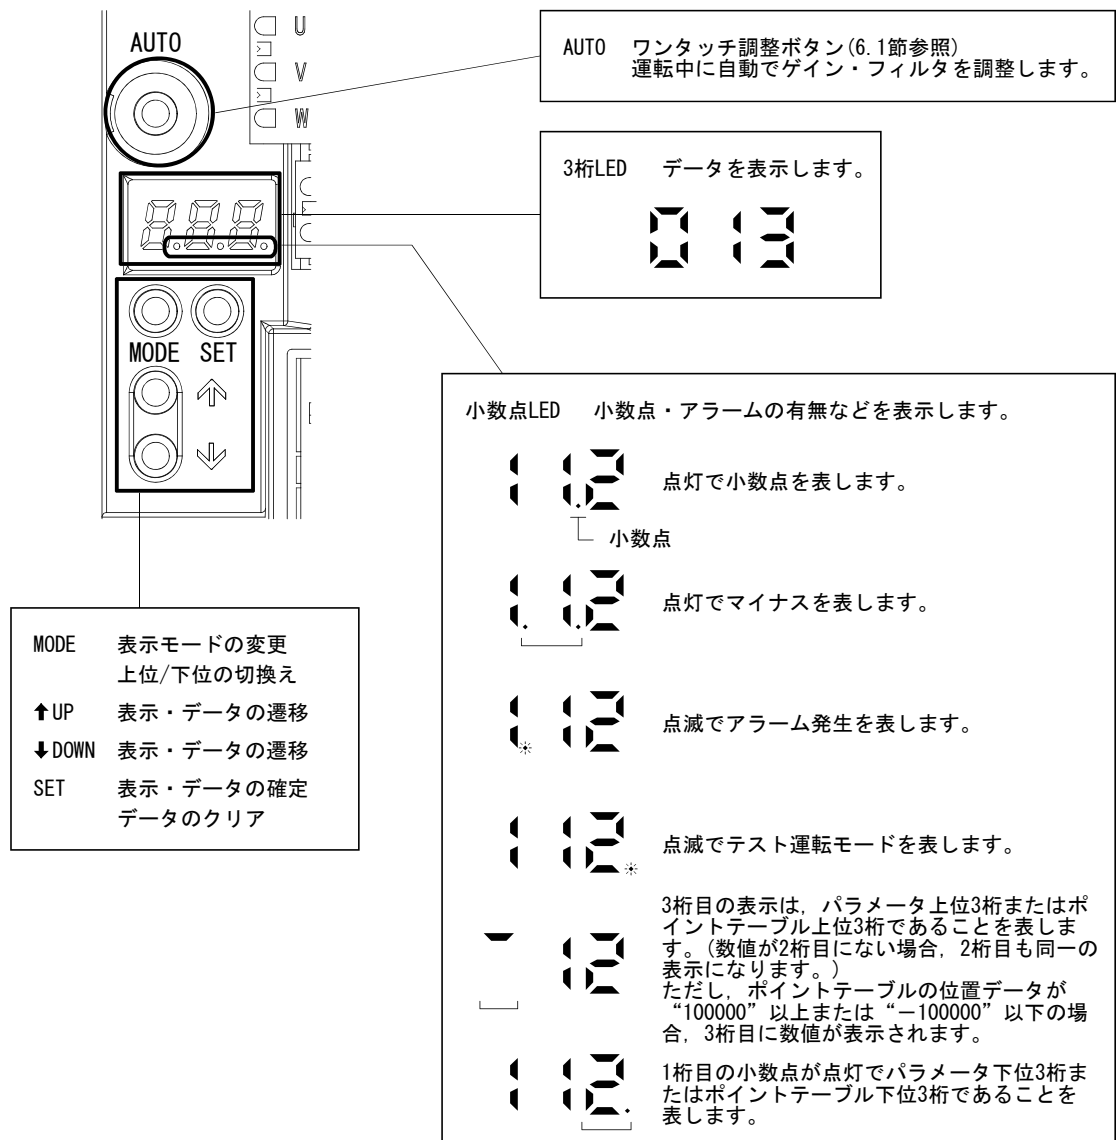 AUTO
U
V
W
MODE SET
AUTO ワンタッチ調整ボタン(6.1節参照)
運転中に自動でゲイン・フィルタを調整します。
3桁LED データを表示します。
013
小数点LED 小数点・アラームの有無などを表示します。
11.2 点灯で小数点を表します。
小数点
1.1.2 点灯でマイナスを表します。
112 点滅でアラーム発生を表します。
112 点滅でテスト運転モードを表します。
3桁目の表示は，パラメータ上位3桁またはポ
イントテーブル上位3桁であることを表しま
す。(数値が2桁目にない場合，2桁目も同一の
表示になります。)
ただし，ポイントテーブルの位置データが
“100000”以上または“－100000”以下の場
合，3桁目に数値が表示されます。
¯12
112. 1桁目の小数点が点灯でパラメータ下位3桁ま
たはポイントテーブル下位3桁であることを
表します。
MODE 表示モードの変更
上位/下位の切換え
⬆UP 表示・データの遷移
⬇DOWN 表示・データの遷移
SET 表示・データの確定
データのクリア